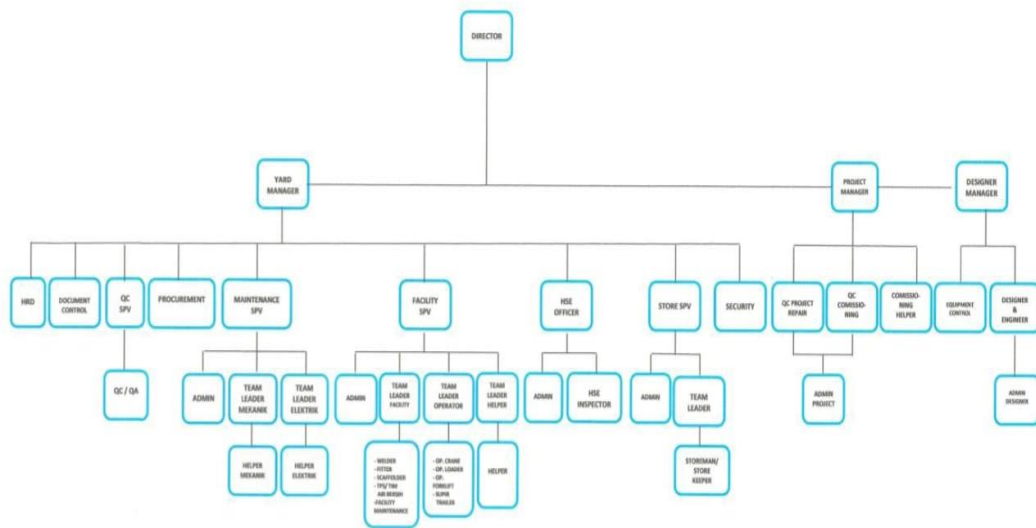 DIRECTOR
YARD
MANAGER
PROJECT
MANAGER
DESIGNER
MANAGER
HRD
DOCUMENT
CONTROL
QC
SPV
PROCUREMENT
MAINTENANCE
SPV
FACILITY
SPV
HSE
OFFICER
STORE SPV
SECURITY
QC PROJECT
REPAIR
QC
COMISSIO-
NING
COMISSIO-
NING
HELPER
EQUIPMENT
CONTROL
DESIGNER
&
ENGINEER
QC / QA
ADMIN
TEAM
LEADER
MEKANIK
TEAM
LEADER
ELEKTRIK
ADMIN
TEAM
LEADER
FACILITY
TEAM
LEADER
OPERATOR
TEAM
LEADER
HELPER
ADMIN
HSE
INSPECTOR
ADMIN
TEAM
LEADER
ADMIN
PROJECT
ADMIN
DESIGNER
HELPER
MEKANIK
HELPER
ELEKTRIK
- WELDER
- FITTER
- SCAFFOLDER
- TPS/ TIM
AIR BERSIH
-FACILITY
MAINTENANCE
- OP. CRANE
- OP. LOADER
- OP.
FORKLIFT
- SUPIR
TRAILER
HELPER
STOREMAN/
STORE
KEEPER